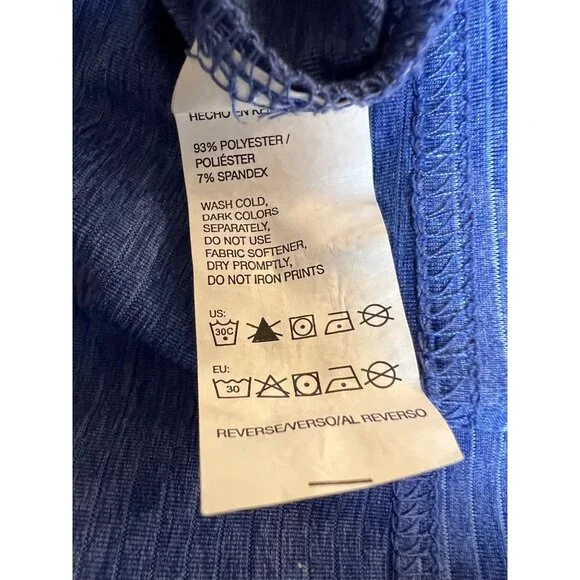 HECHO EN
93% POLYESTER /
POLIÉSTER
7% SPANDEX
WASH COLD,
DARK COLORS
SEPARATELY,
DO NOT USE
FABRIC SOFTENER,
DRY PROMPTLY,
DO NOT IRON PRINTS
US:
30C
EU:
30
REVERSE/VERSO/AL REVERSO